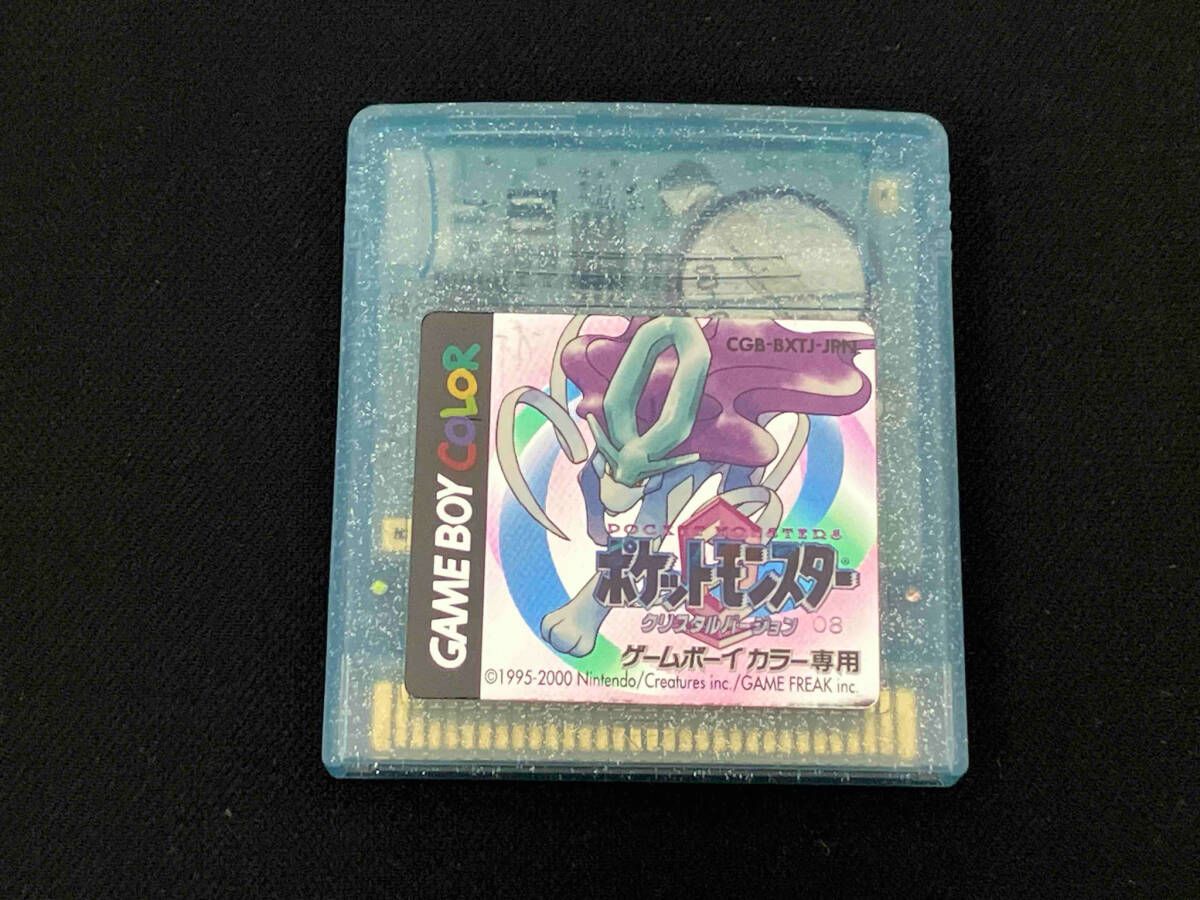 GAME BOY COLOR
CGB-BXTJ-JPN
POCKET MONSTERS
ポケットモンスター
クリスタルバージョン 08
ゲームボーイ カラー専用
©1995-2000 Nintendo/Creatures inc./GAME FREAK inc.